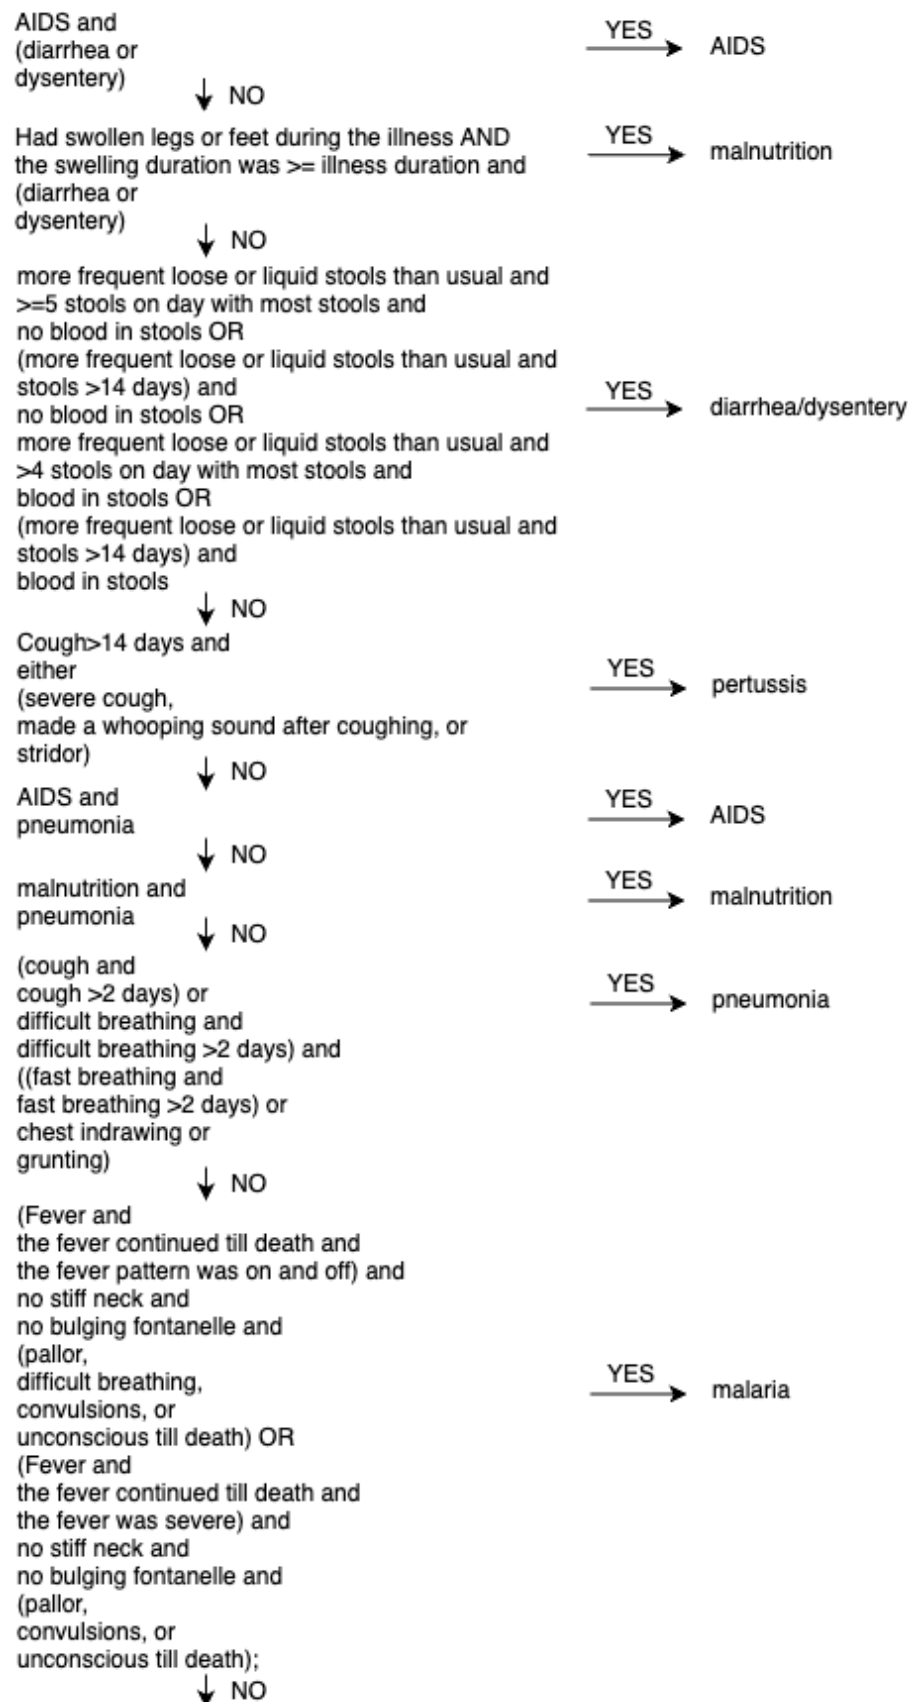 AIDS and
(diarrhea or
dysentery)
YES
AIDS
NO
Had swollen legs or feet during the illness AND
the swelling duration was >= illness duration and
(diarrhea or
dysentery)
YES
malnutrition
NO
more frequent loose or liquid stools than usual and
>=5 stools on day with most stools and
no blood in stools OR
(more frequent loose or liquid stools than usual and
stools >14 days) and
no blood in stools OR
more frequent loose or liquid stools than usual and
>4 stools on day with most stools and
blood in stools OR
(more frequent loose or liquid stools than usual and
stools >14 days) and
blood in stools
YES
diarrhea/dysentery
NO
Cough>14 days and
either
(severe cough,
made a whooping sound after coughing, or
stridor)
YES
pertussis
NO
AIDS and
pneumonia
YES
AIDS
NO
malnutrition and
pneumonia
YES
malnutrition
NO
(cough and
cough >2 days) or
difficult breathing and
difficult breathing >2 days) and
((fast breathing and
fast breathing >2 days) or
chest indrawing or
grunting)
YES
pneumonia
NO
(Fever and
the fever continued till death and
the fever pattern was on and off) and
no stiff neck and
no bulging fontanelle and
(pallor,
difficult breathing,
convulsions, or
unconscious till death) OR
(Fever and
the fever continued till death and
the fever was severe) and
no stiff neck and
no bulging fontanelle and
(pallor,
convulsions, or
unconscious till death);
YES
malaria
NO